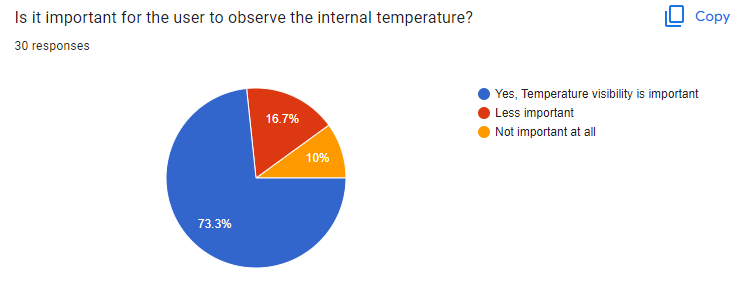 Is it important for the user to observe the internal temperature?
Copy
30 responses
Yes, Temperature visibility is important
Less important
Not important at all
16.7%
10%
73.3%